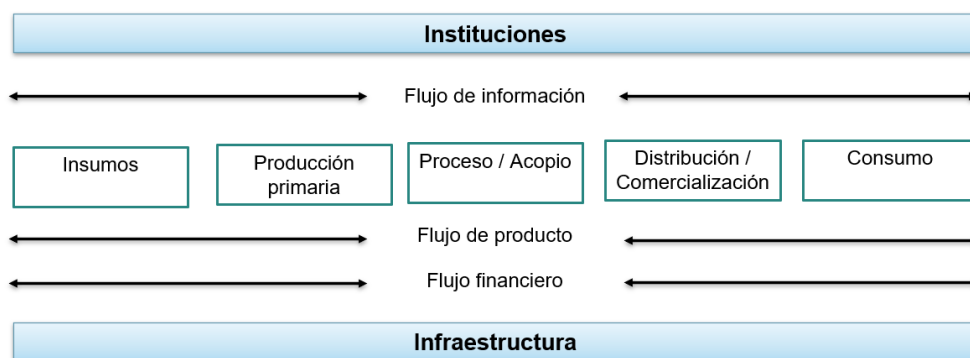 Instituciones
Flujo de información
Insumos
Producción
primaria
Proceso / Acopio
Distribución /
Comercialización
Consumo
Flujo de producto
Flujo financiero
Infraestructura